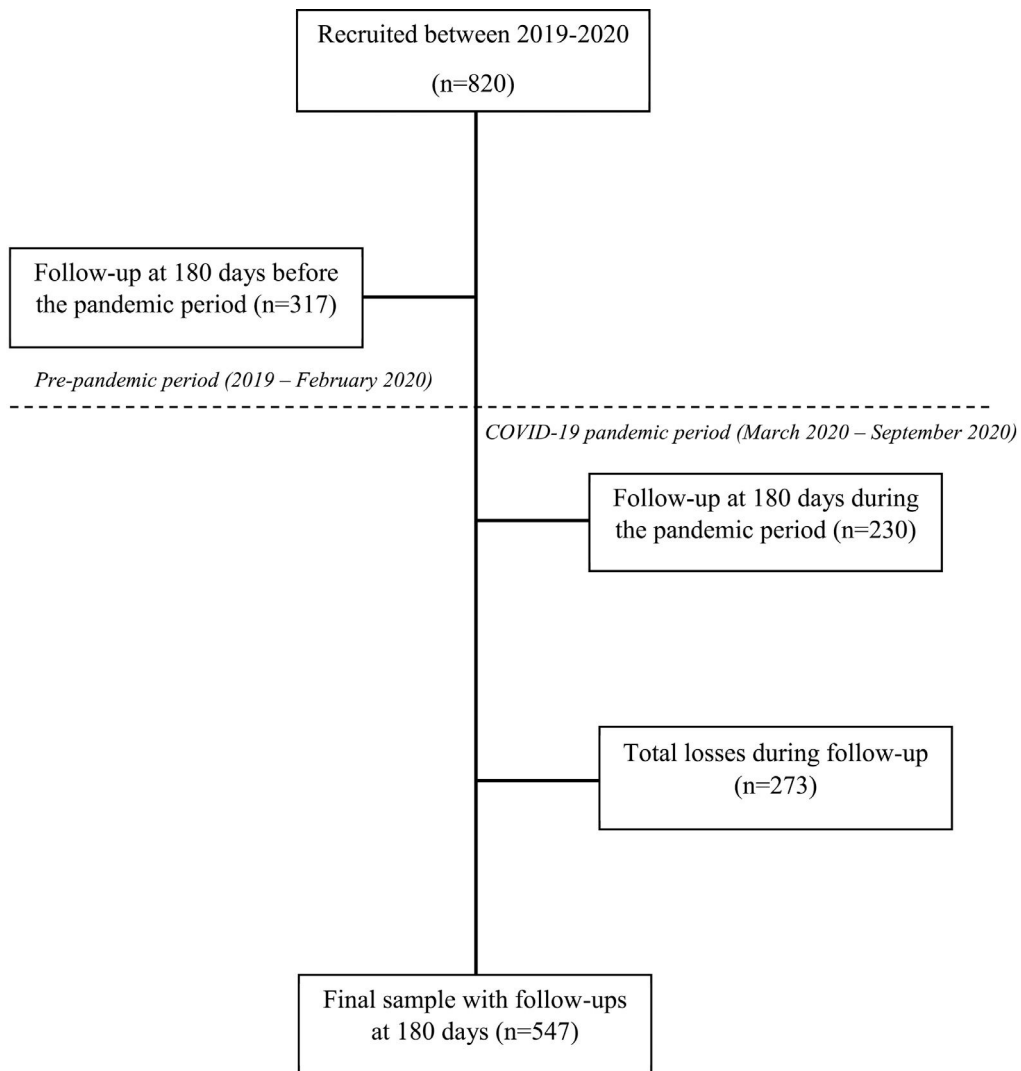 Recruited between 2019-2020
(n=820)
Follow-up at 180 days before
the pandemic period (n=317)
Pre-pandemic period (2019 – February 2020)
COVID-19 pandemic period (March 2020 – September 2020)
Follow-up at 180 days during
the pandemic period (n=230)
Total losses during follow-up
(n=273)
Final sample with follow-ups
at 180 days (n=547)